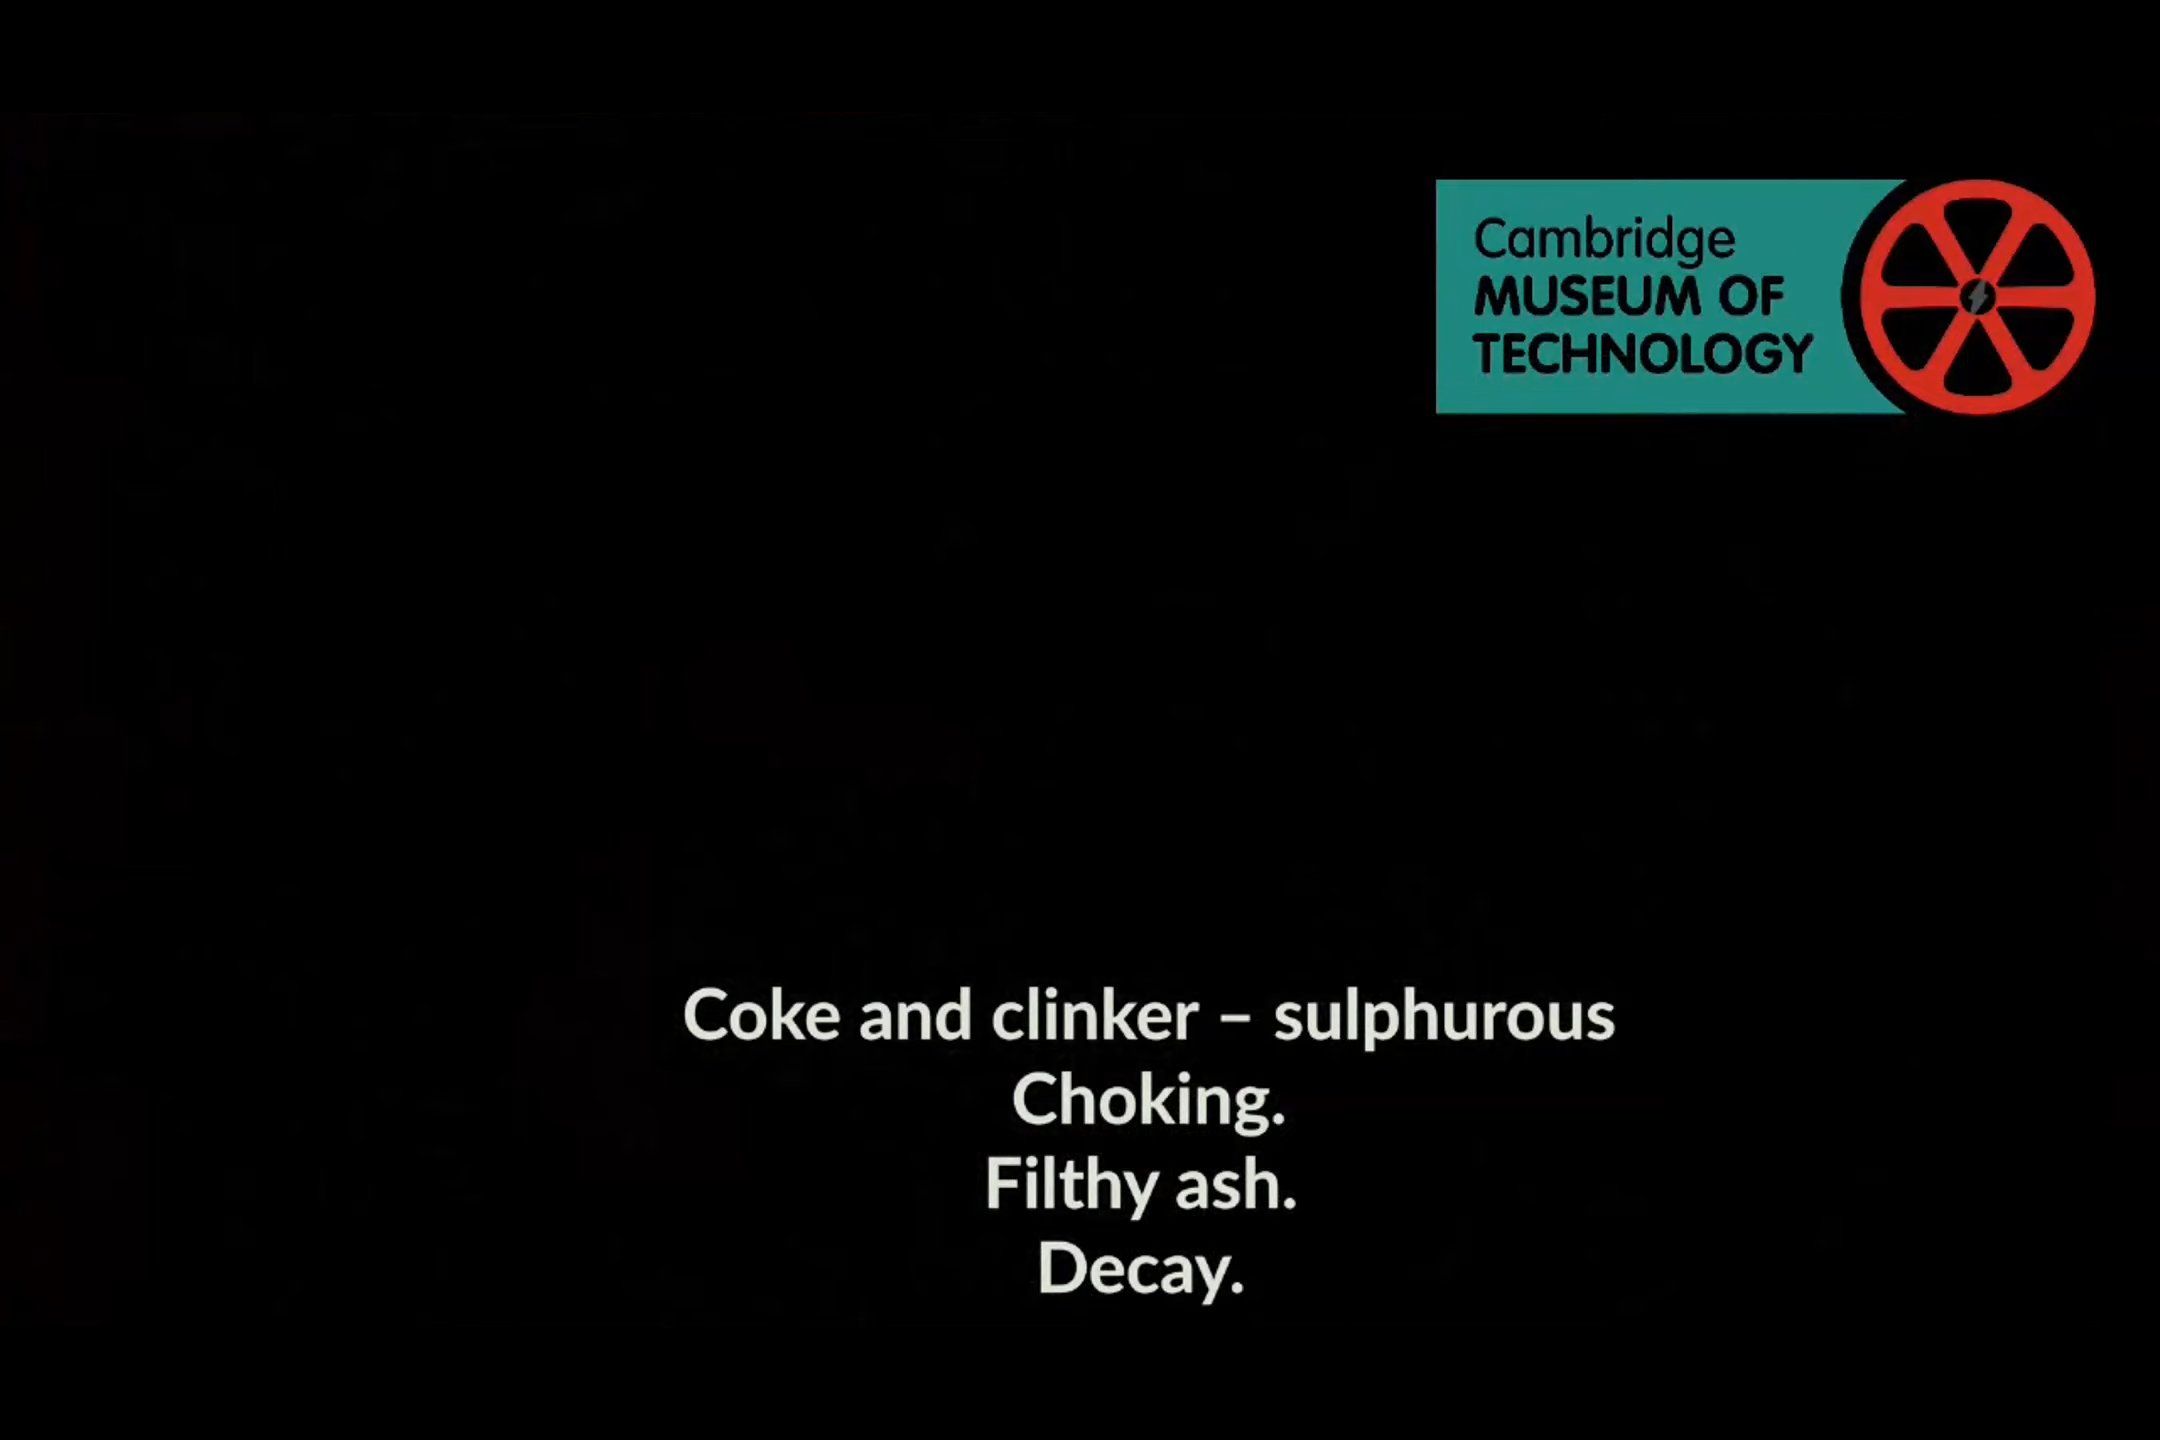 Cambridge
MUSEUM OF
TECHNOLOGY
Coke and clinker – sulphurous
Choking.
Filthy ash.
Decay.